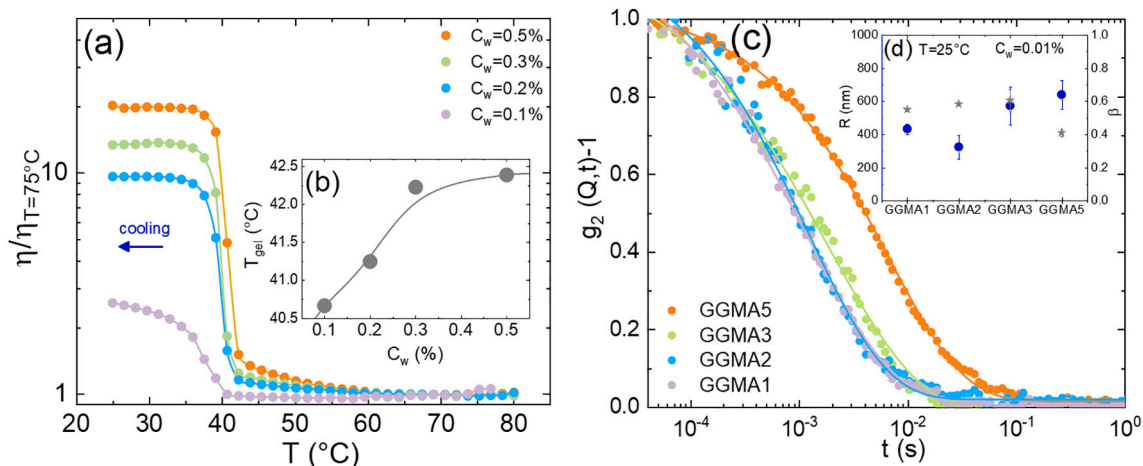 (a)
C_w=0.5%
C_w=0.3%
C_w=0.2%
C_w=0.1%
η/η_T=75°C
10
1
cooling
20 30 40 50 60 70 80
T (°C)
(b)
T_gel (°C)
42.5
42.0
41.5
41.0
40.5
0.1 0.2 0.3 0.4 0.5
C_w (%)
(c)
g₂ (Q,t)-1
1.0
0.8
0.6
0.4
0.2
0.0
10⁻⁴ 10⁻³ 10⁻² 10⁻¹ 10⁰
t (s)
GGMA5
GGMA3
GGMA2
GGMA1
(d) T=25°C C_w=0.01%
R (nm)
1000
800
600
400
200
0
GGMA1 GGMA2 GGMA3 GGMA5
1.0
0.8
0.6
0.4
0.2
0.0
β